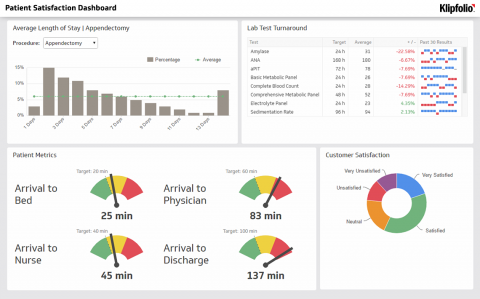 Patient Satisfaction Dashboard
Klipfolio
Average Length of Stay | Appendectomy
Procedure: Appendectomy
Percentage
Average
15%
10%
5%
0%
1 Days
3 Days
5 Days
7 Days
9 Days
11 Days
13 Days
Lab Test Turnaround
Test Target Average +/- Past 30 Results
Amylase 24 h 31 -22.58%
ANA 168 h 180 -6.67%
aPTT 72 h 78 -7.69%
Basic Metabolic Panel 24 h 26 -7.69%
Complete Blood Count 24 h 28 -14.29%
Comprehensive Metabolic Panel 48 h 52 -7.69%
Electrolyte Panel 24 h 23 4.35%
Sedimentation Rate 96 h 94 2.13%
Patient Metrics
Arrival to
Bed
Target: 20 min
25 min
Arrival to
Physician
Target: 60 min
83 min
Arrival to
Nurse
Target: 40 min
45 min
Arrival to
Discharge
Target: 100 min
137 min
Customer Satisfaction
Very Unsatisfied
Very Satisfied
Unsatisfied
Neutral
Satisfied